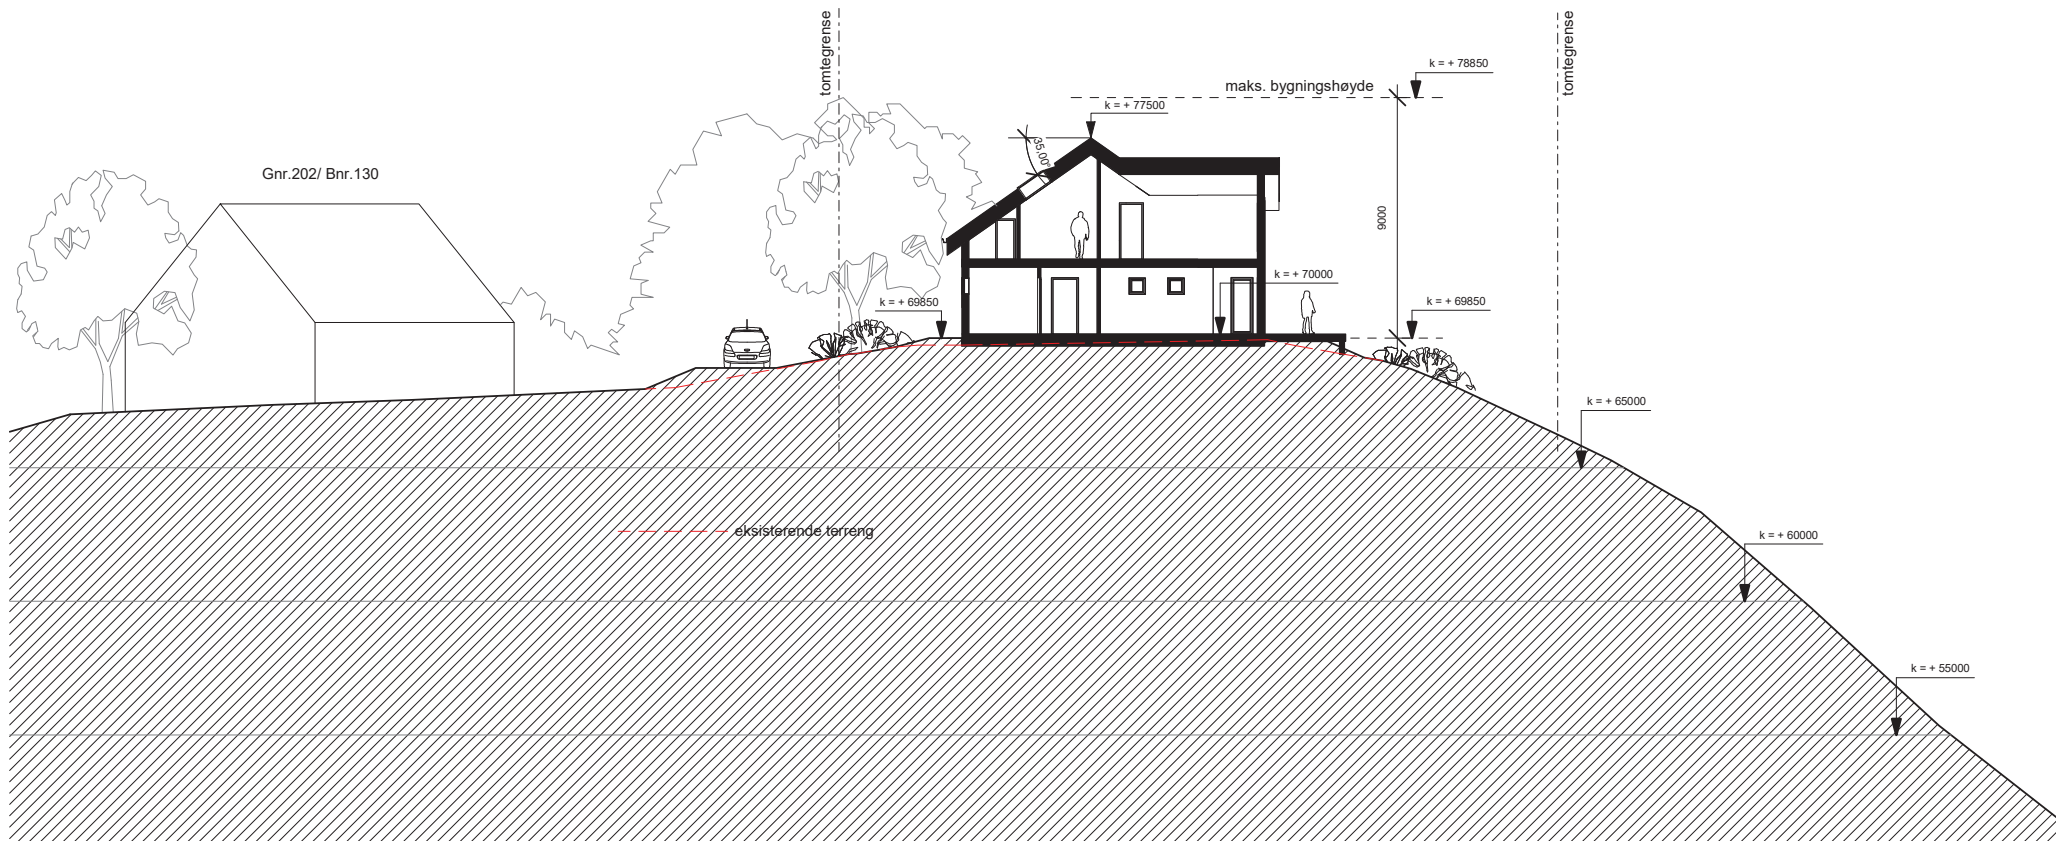 tomtegrense
tomtegrense
k = + 78850
maks. bygningshøyde
k = + 77500
35,00°
Gnr.202/ Bnr.130
9000
k = + 70000
k = + 69850
k = + 69850
k = + 65000
eksisterende terreng
k = + 60000
k = + 55000